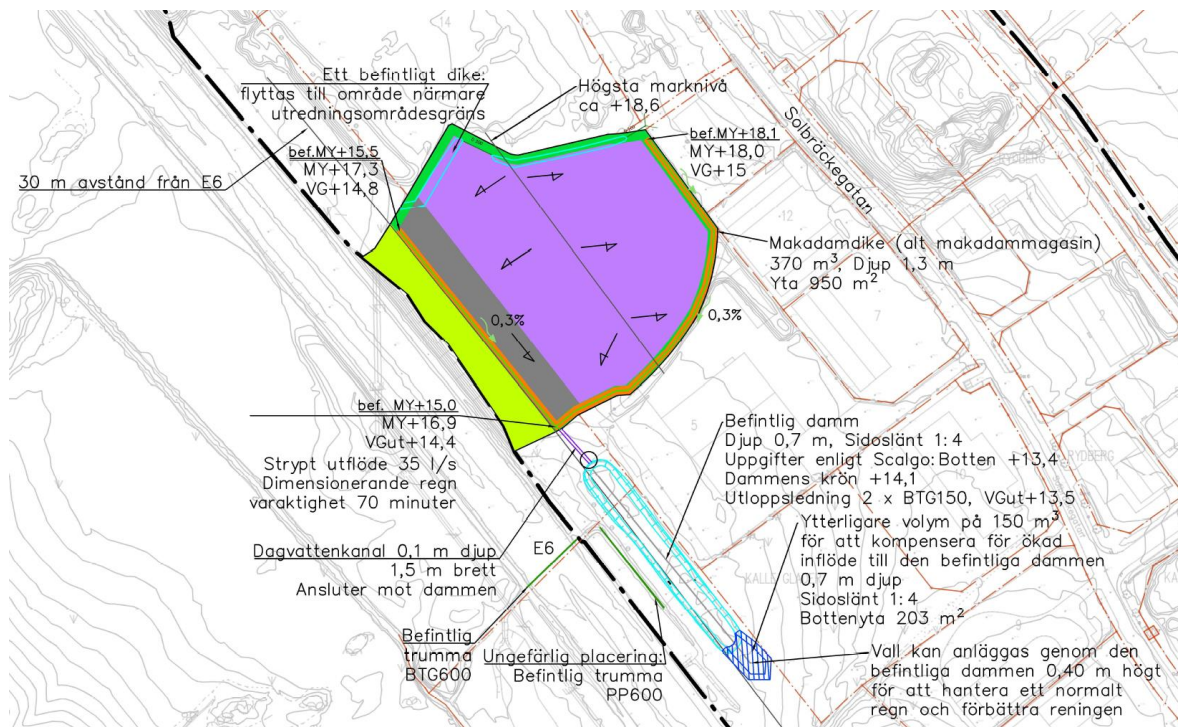 14
Ett befintligt dike:
flyttas till område närmare
utredningsområdesgräns
Högsta marknivå
ca +18,6
Solbräckegatan
6
bef.MY+15,5
MY+17,3
VG+14,8
bef.MY+18,1
MY+18,0
VG+15
30 m avstånd från E6
12
Makadamdike (alt makadammagasin)
370 m³, Djup 1,3 m
Yta 950 m²
0,3%
0,3%
7
2
bef. MY+15,0
MY+16,9
VGut+14,4
Strypt utflöde 35 l/s
Dimensionerande regn
varaktighet 70 minuter
5
Befintlig damm
Djup 0,7 m, Sidoslänt 1:4
Uppgifter enligt Scalgo: Botten +13,4
Dammens krön +14,1
Utloppsledning 2 x BTG150, VGut+13,5
RYDBERG
Ytterligare volym på 150 m³
för att kompensera för ökad
inflöde till den befintliga dammen
0,7 m djup
Sidoslänt 1:4
Bottenyta 203 m²
Dagvattenkanal 0,1 m djup
1,5 m brett
Ansluter mot dammen
E6
Befintlig
trumma
BTG600
Ungefärlig placering:
Befintlig trumma
PP600
Vall kan anläggas genom den
befintliga dammen 0,40 m högt
för att hantera ett normalt
regn och förbättra reningen